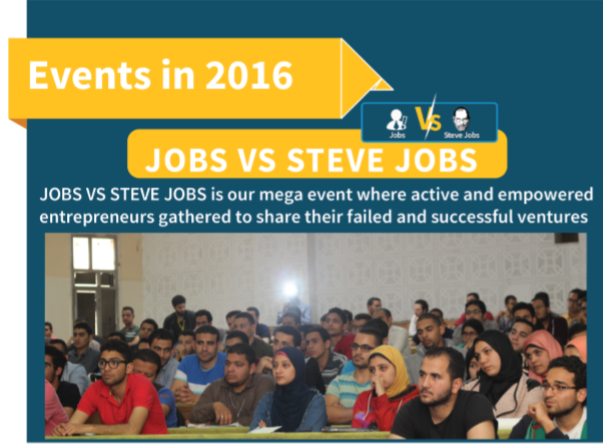 Events in 2016
Jobs
Vs
Steve Jobs
JOBS VS STEVE JOBS
JOBS VS STEVE JOBS is our mega event where active and empowered
entrepreneurs gathered to share their failed and successful ventures